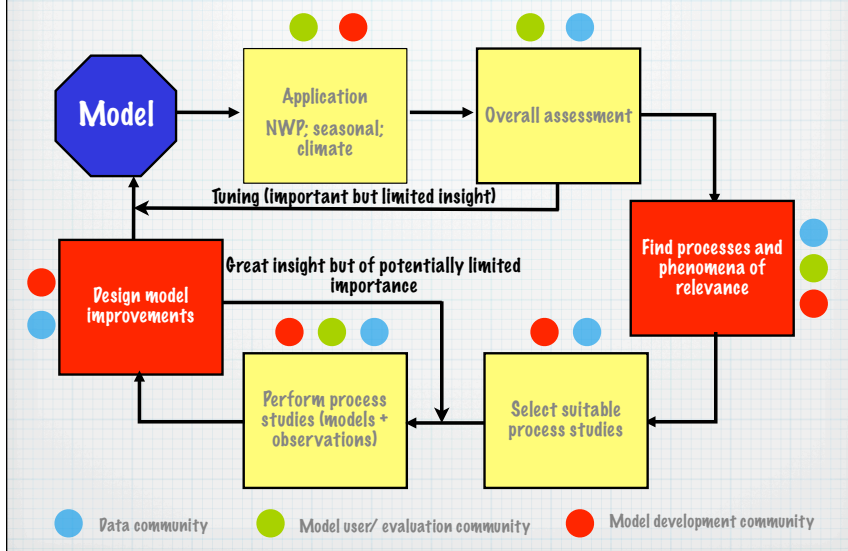 Model
Application
NWP; seasonal;
climate
Overall assessment
Tuning (important but limited insight)
Find processes and
phenomena of
relevance
Great insight but of potentially limited
importance
Design model
improvements
Perform process
studies (models +
observations)
Select suitable
process studies
Data community
Model user/ evaluation community
Model development community